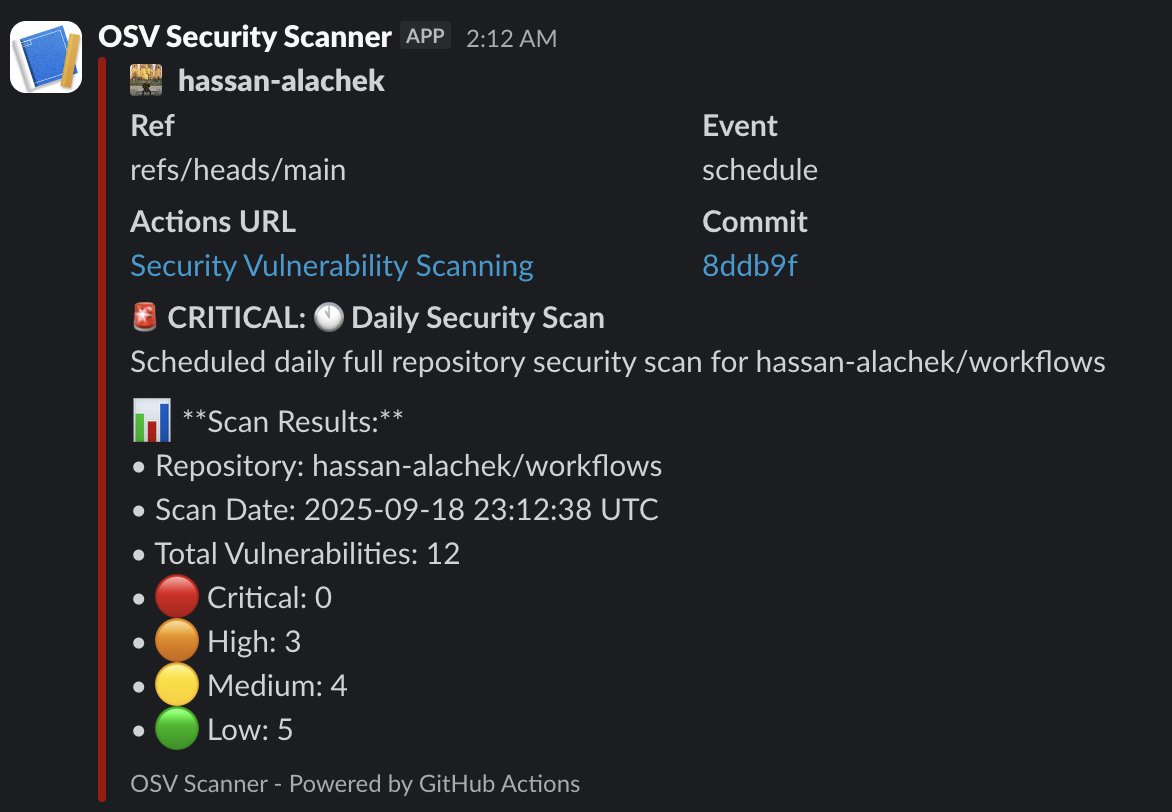 OSV Security Scanner APP 2:12 AM
hassan-alachek
Ref Event
refs/heads/main schedule
Actions URL Commit
Security Vulnerability Scanning 8ddb9f
🚨 CRITICAL: 🕚 Daily Security Scan
Scheduled daily full repository security scan for hassan-alachek/workflows
📊 **Scan Results:**
• Repository: hassan-alachek/workflows
• Scan Date: 2025-09-18 23:12:38 UTC
• Total Vulnerabilities: 12
• 🔴 Critical: 0
• 🟠 High: 3
• 🟡 Medium: 4
• 🟢 Low: 5
OSV Scanner - Powered by GitHub Actions